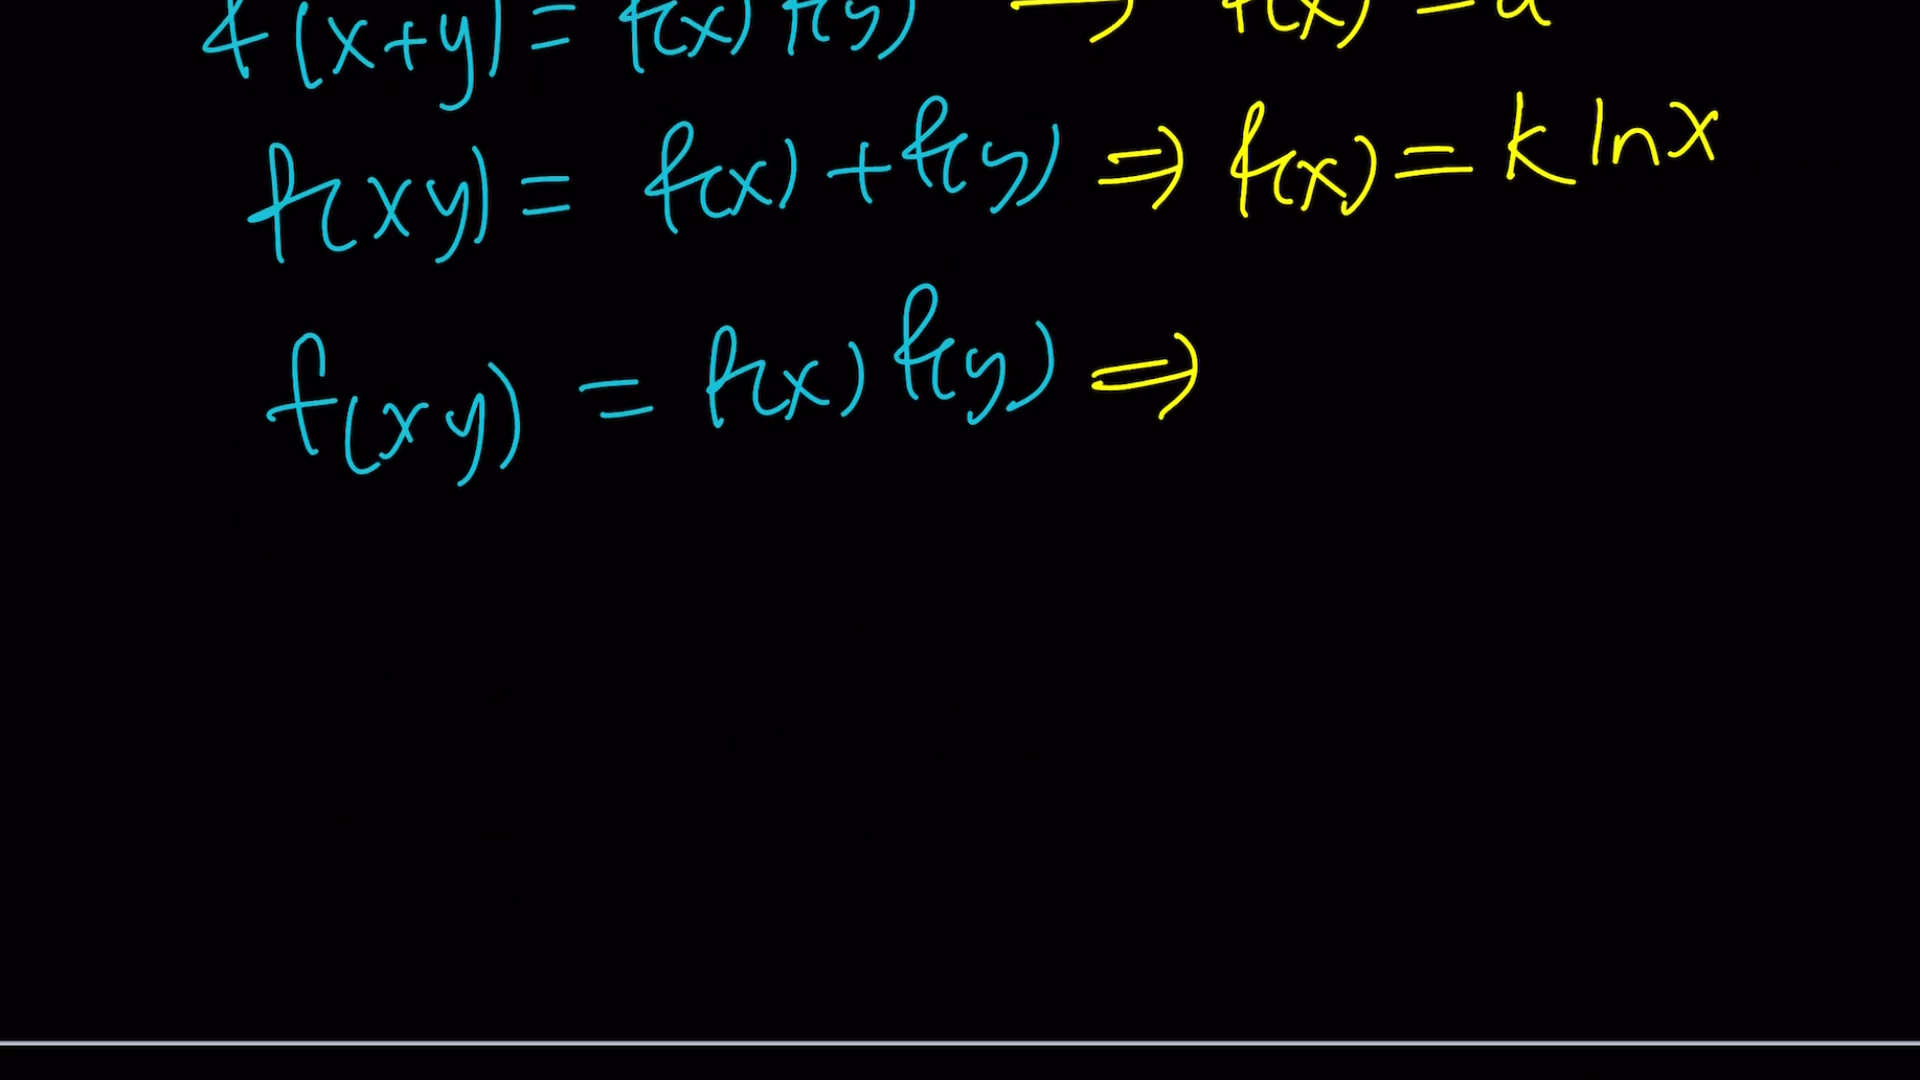 f(x+y) = f(x) f(y) ⇒ f(x) = a
f(xy) = f(x) + f(y) ⇒ f(x) = k ln x
f(xy) = f(x) f(y) ⇒